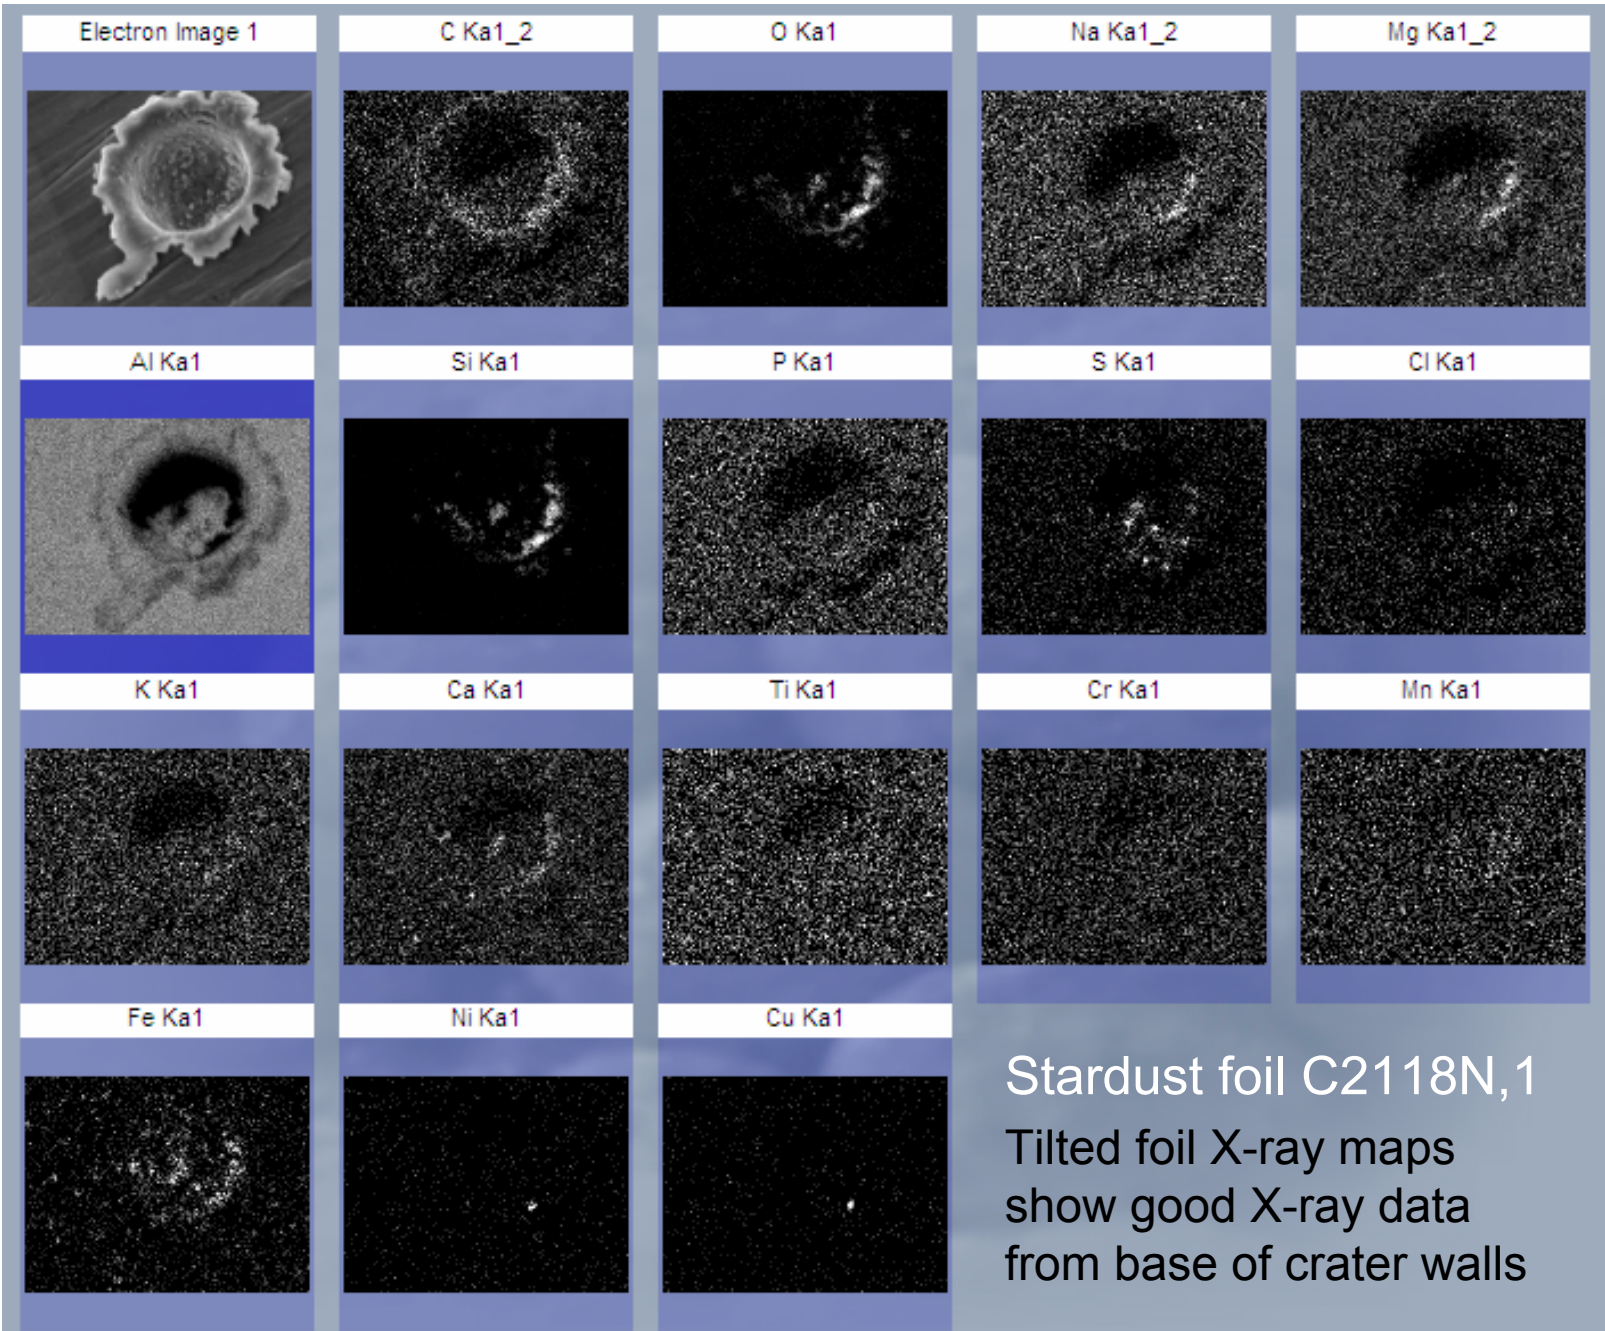 Electron Image 1
C Ka1_2
O Ka1
Na Ka1_2
Mg Ka1_2
Al Ka1
Si Ka1
P Ka1
S Ka1
Cl Ka1
K Ka1
Ca Ka1
Ti Ka1
Cr Ka1
Mn Ka1
Fe Ka1
Ni Ka1
Cu Ka1
Stardust foil C2118N,1
Tilted foil X-ray maps
show good X-ray data
from base of crater walls